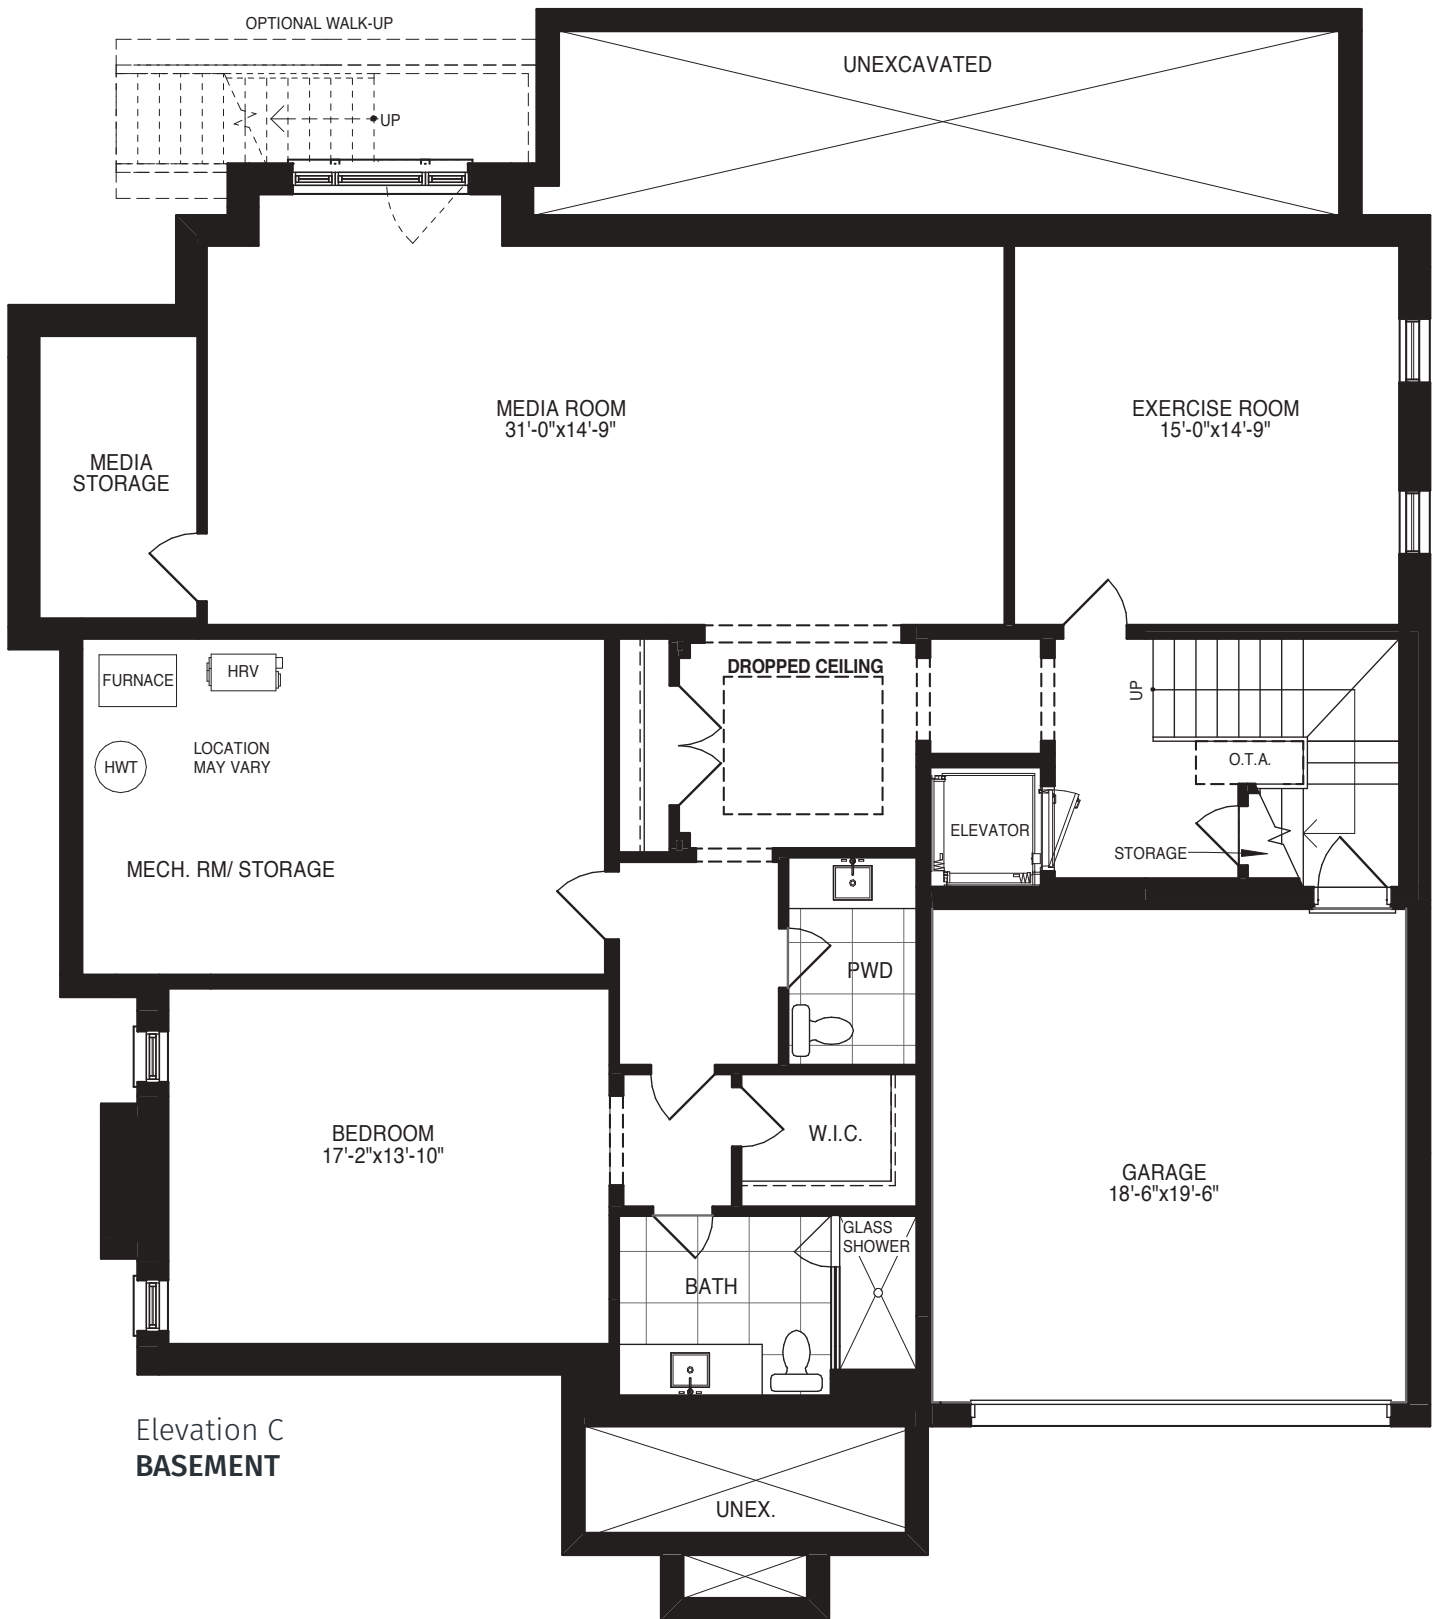 OPTIONAL WALK-UP
UNEXCAVATED
UP
MEDIA ROOM
31'-0"x14'-9"
EXERCISE ROOM
15'-0"x14'-9"
MEDIA
STORAGE
DROPPED CEILING
FURNACE
HRV
UP
LOCATION
MAY VARY
HWT
O.T.A.
ELEVATOR
STORAGE
MECH. RM/ STORAGE
PWD
BEDROOM
17'-2"x13'-10"
W.I.C.
GARAGE
18'-6"x19'-6"
GLASS
SHOWER
BATH
Elevation C
BASEMENT
UNEX.